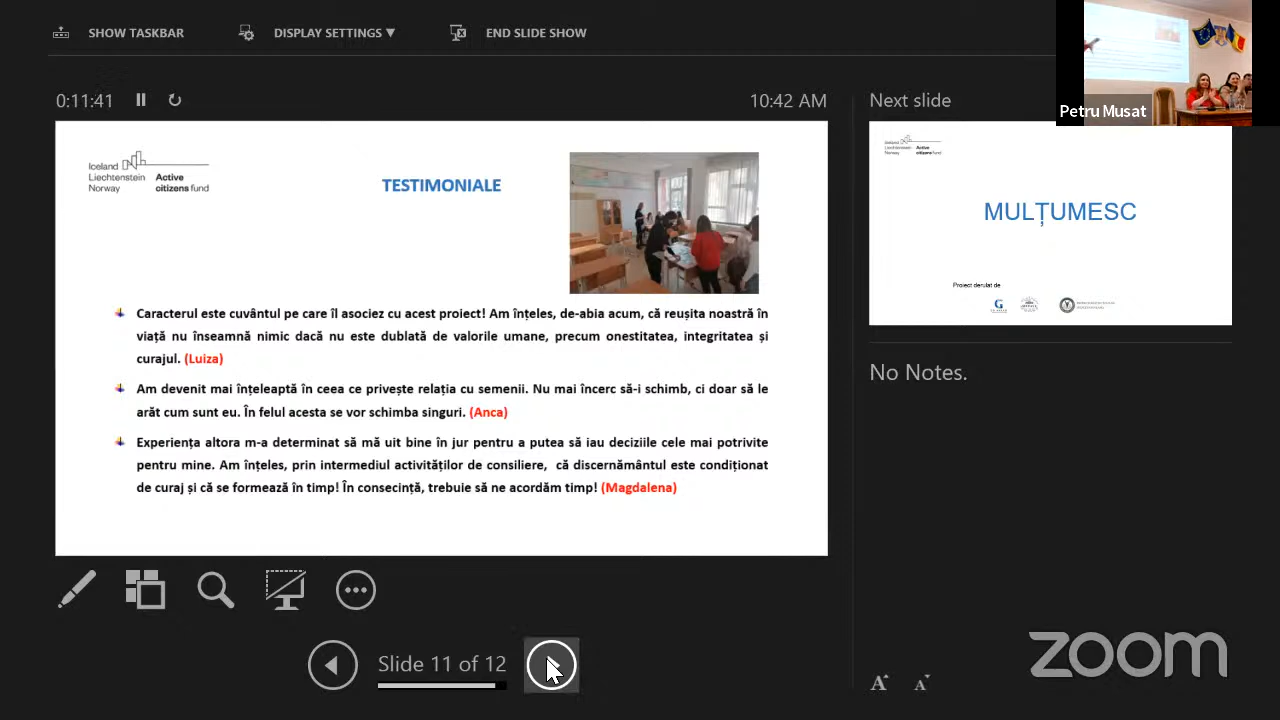 SHOW TASKBAR
DISPLAY SETTINGS ▼
END SLIDE SHOW
0:11:41
10:42 AM
Next slide
Petru Musat
Iceland
Liechtenstein
Norway
Active
citizens fund
TESTIMONIALE
Caracterul este cuvântul pe care îl asociez cu acest proiect! Am înțeles, de-abia acum, că reușita noastră în
viață nu înseamnă nimic dacă nu este dublată de valorile umane, precum onestitatea, integritatea și
curajul. (Luiza)
Am devenit mai înțeleaptă în ceea ce privește relația cu semenii. Nu mai încerc să-i schimb, ci doar să le
arăt cum sunt eu. În felul acesta se vor schimba singuri. (Anca)
Experiența altora m-a determinat să mă uit bine în jur pentru a putea să iau deciziile cele mai potrivite
pentru mine. Am înțeles, prin intermediul activităților de consiliere, că discernământul este condiționat
de curaj și că se formează în timp! În consecință, trebuie să ne acordăm timp! (Magdalena)
Iceland
Liechtenstein
Norway
Active
citizens fund
MULȚUMESC
Proiect derulat de
No Notes.
Slide 11 of 12
A A
zoom